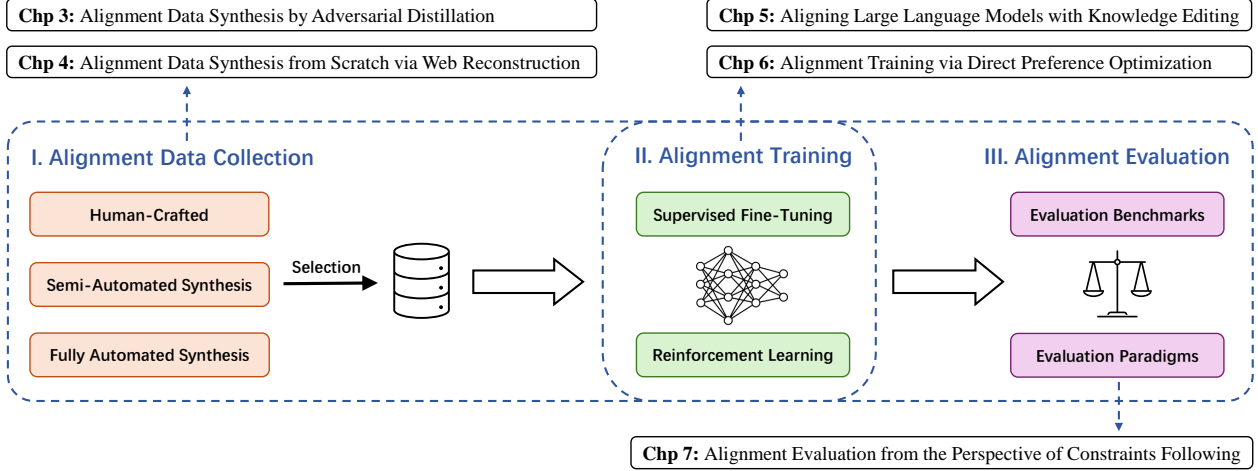 Chp 3: Alignment Data Synthesis by Adversarial Distillation
Chp 4: Alignment Data Synthesis from Scratch via Web Reconstruction
Chp 5: Aligning Large Language Models with Knowledge Editing
Chp 6: Alignment Training via Direct Preference Optimization
I. Alignment Data Collection
Human-Crafted
Semi-Automated Synthesis
Fully Automated Synthesis
Selection
II. Alignment Training
Supervised Fine-Tuning
Reinforcement Learning
III. Alignment Evaluation
Evaluation Benchmarks
Evaluation Paradigms
Chp 7: Alignment Evaluation from the Perspective of Constraints Following